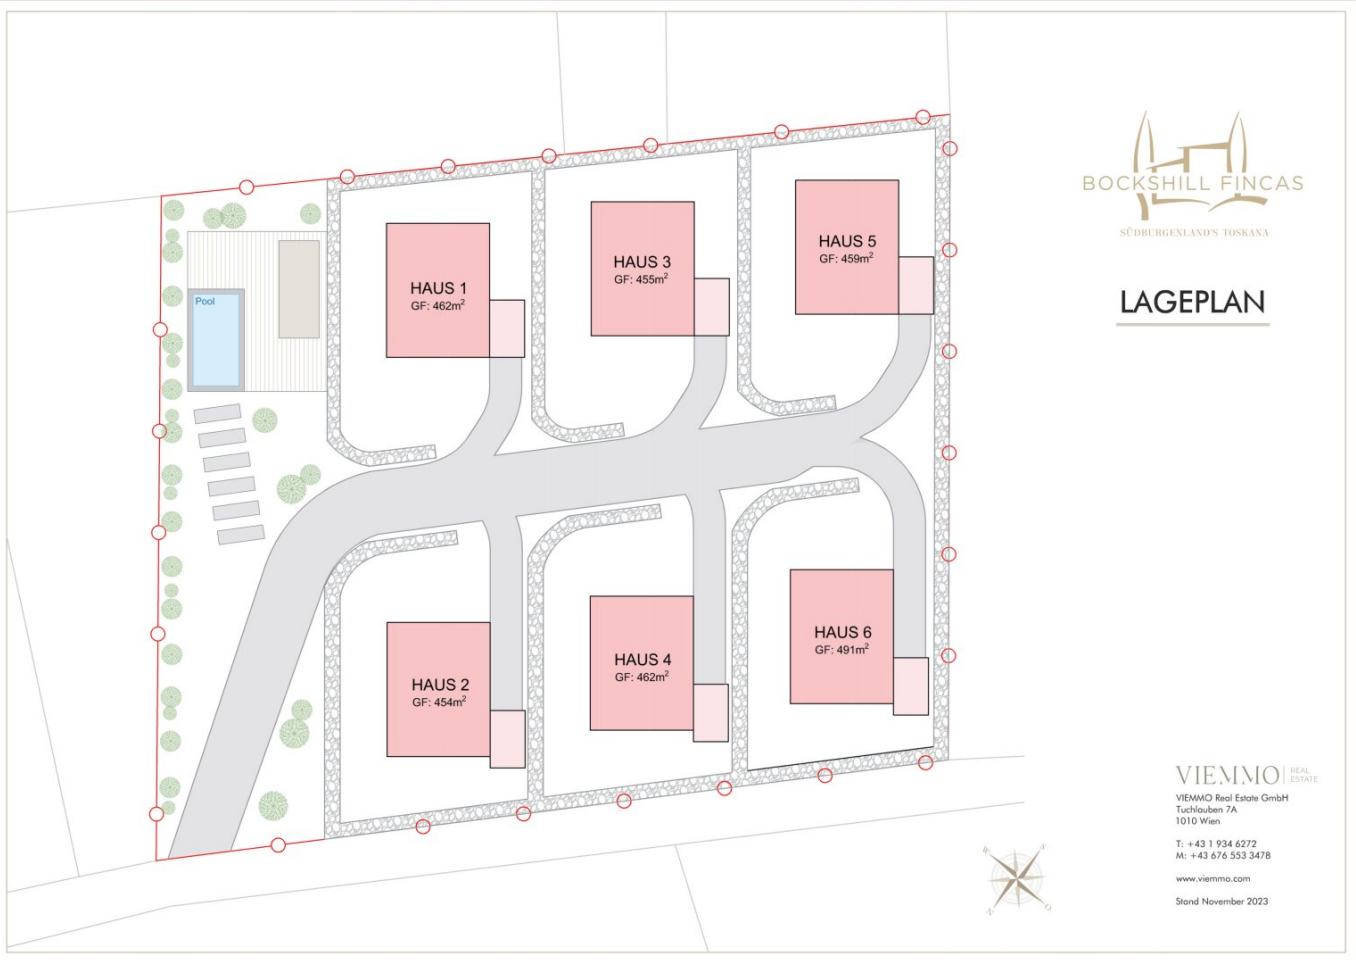 BOCKSHILL FINCAS
SÜDBURGENLAND'S TOSKANA
LAGEPLAN
HAUS 5
GF: 459m²
HAUS 3
GF: 455m²
HAUS 1
GF: 462m²
Pool
HAUS 6
GF: 491m²
HAUS 4
GF: 462m²
HAUS 2
GF: 454m²
VIEMMO REAL ESTATE
VIEMMO Real Estate GmbH
Tuchlauben 7A
1010 Wien
T: +43 1 934 6272
M: +43 676 553 3478
www.viemmo.com
Stand November 2023